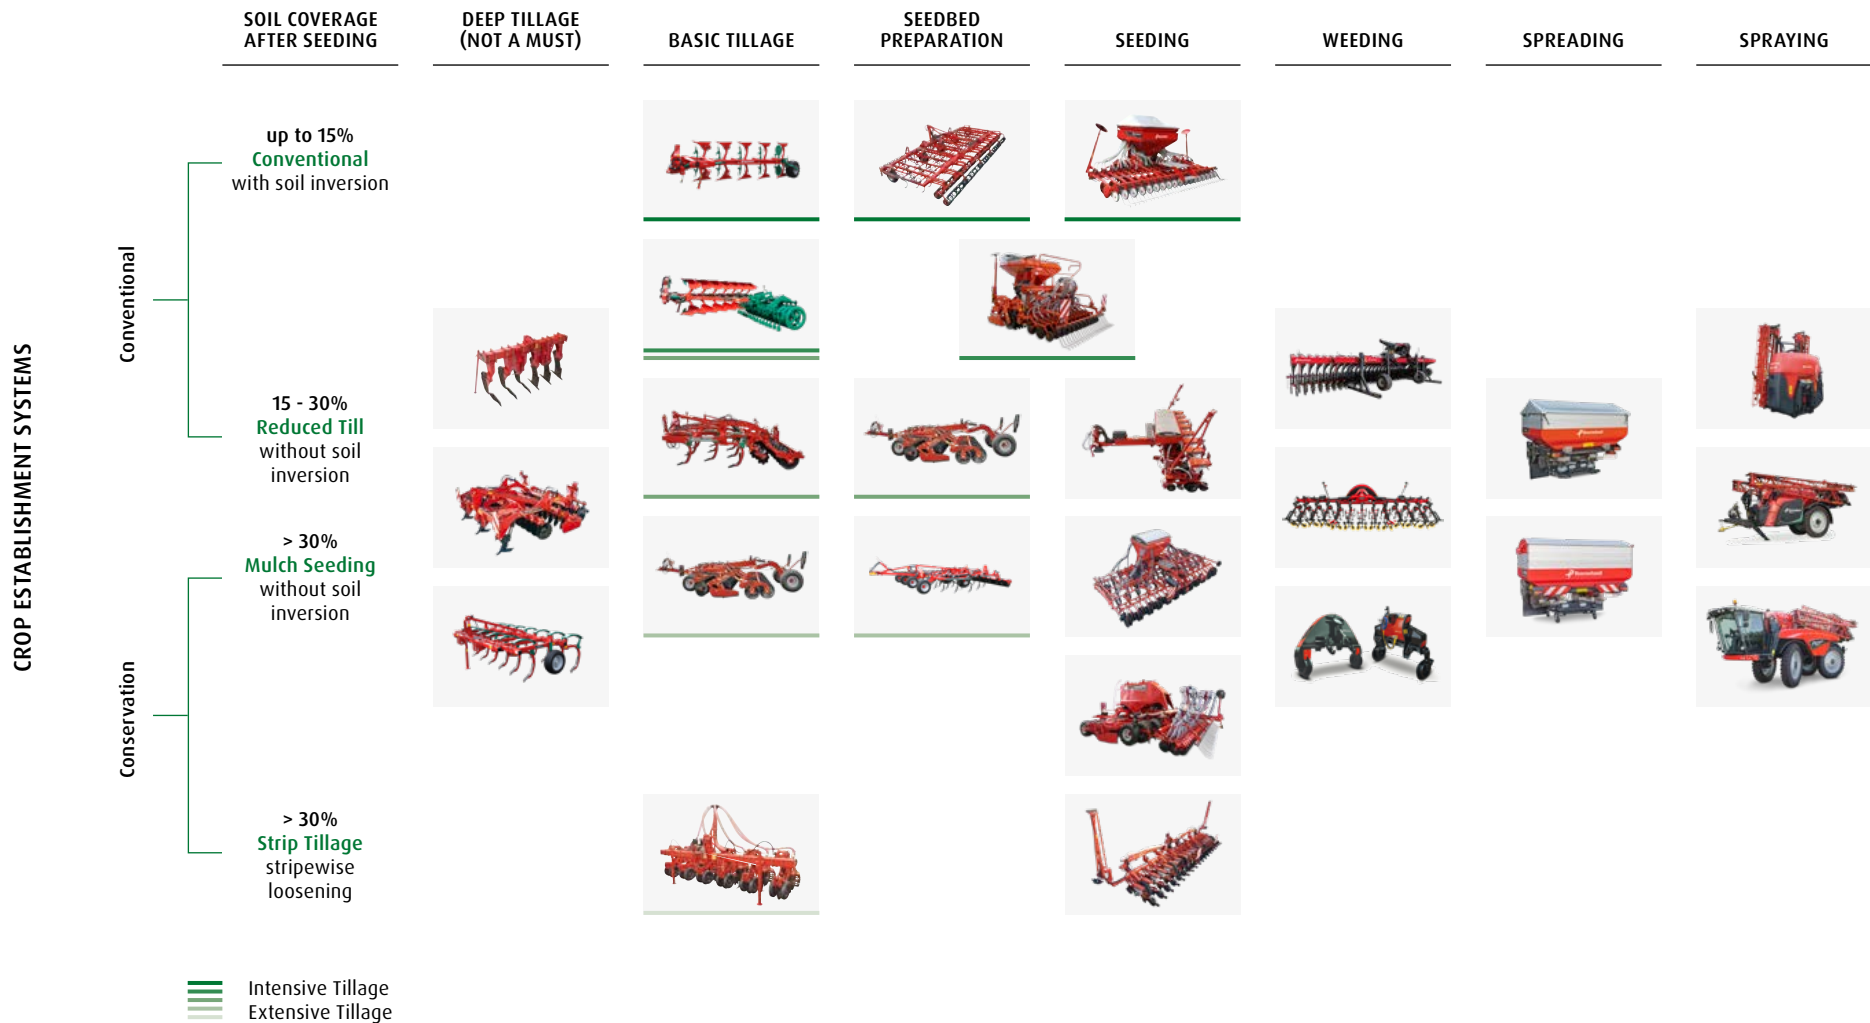 SOIL COVERAGE
AFTER SEEDING
DEEP TILLAGE
(NOT A MUST)
BASIC TILLAGE
SEEDBED
PREPARATION
SEEDING
WEEDING
SPREADING
SPRAYING
CROP ESTABLISHMENT SYSTEMS
Conventional
up to 15%
Conventional
with soil inversion
15 - 30%
Reduced Till
without soil
inversion
Conservation
> 30%
Mulch Seeding
without soil
inversion
> 30%
Strip Tillage
stripewise
loosening
Intensive Tillage
Extensive Tillage